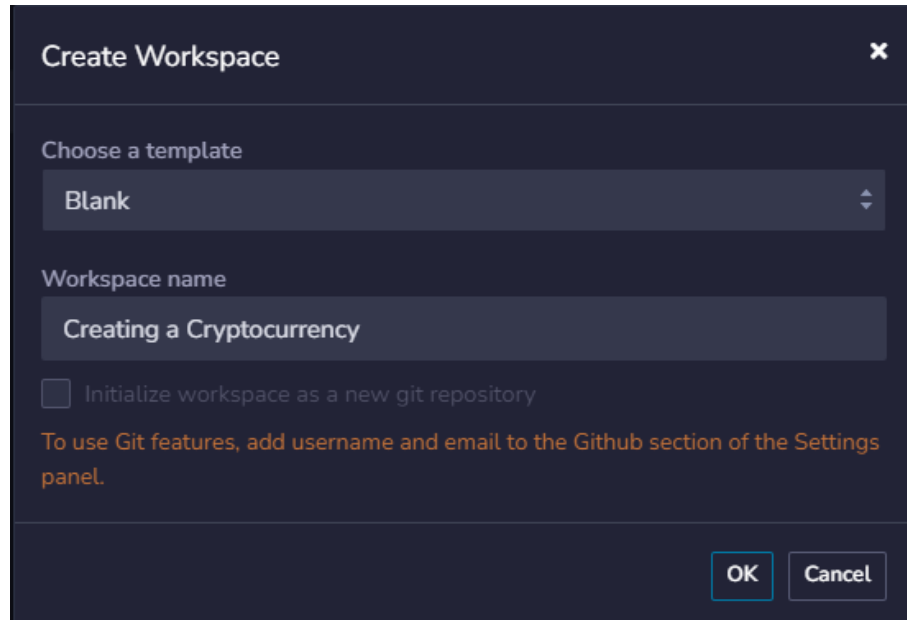 Create Workspace
Choose a template
Blank
Workspace name
Creating a Cryptocurrency
Initialize workspace as a new git repository
To use Git features, add username and email to the Github section of the Settings
panel.
OK Cancel